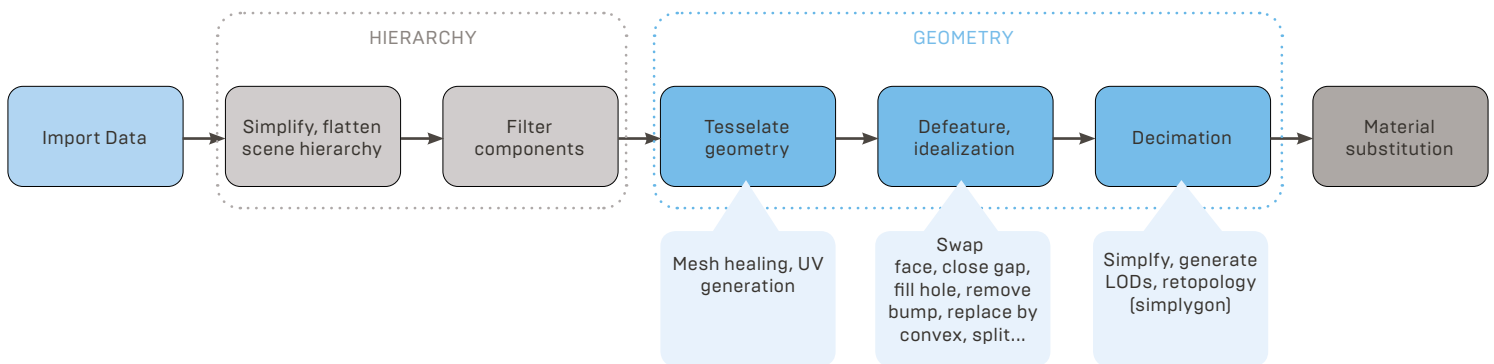 HIERARCHY
GEOMETRY
Import Data
Simplify, flatten
scene hierarchy
Filter
components
Tesselate
geometry
Defeature,
idealization
Decimation
Material
substitution
Mesh healing, UV
generation
Swap
face, close gap,
fill hole, remove
bump, replace by
convex, split...
Simplfy, generate
LODs, retopology
(simplygon)